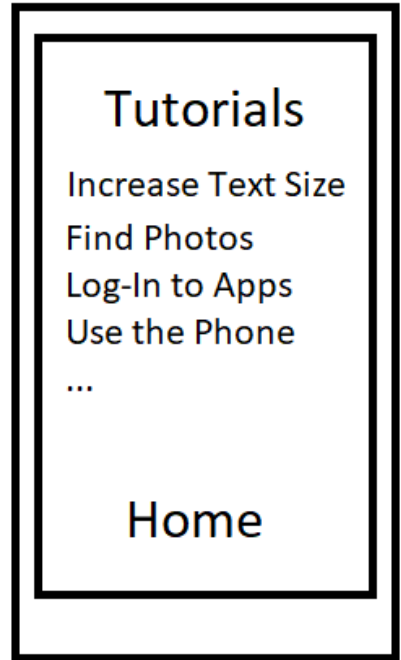 Tutorials
Increase Text Size
Find Photos
Log-In to Apps
Use the Phone
...
Home